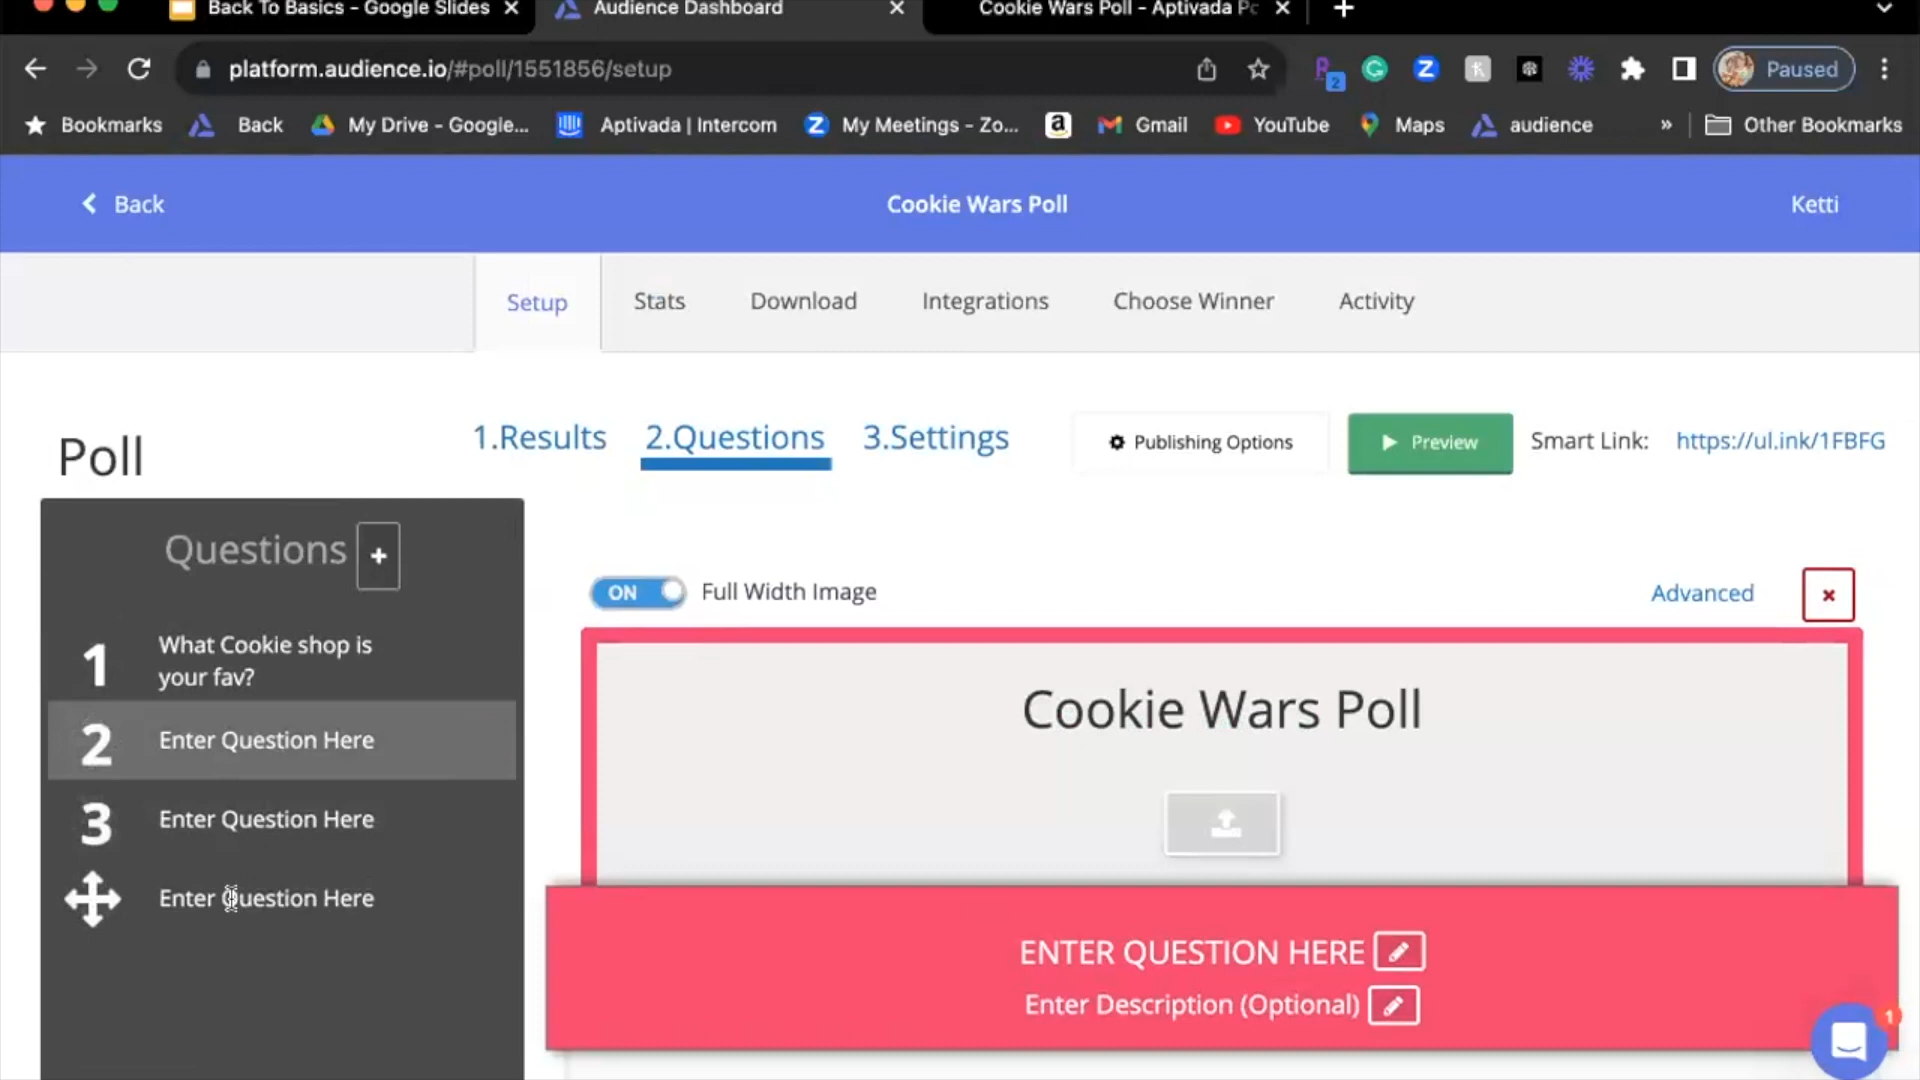 Back To Basics - Google Slides
Audience Dashboard
Cookie Wars Poll - Aptivada Pc
platform.audience.io/#poll/1551856/setup
2
Paused
Bookmarks
Back
My Drive - Google...
Aptivada | Intercom
My Meetings - Zo...
Gmail
YouTube
Maps
audience
»
Other Bookmarks
Back
Cookie Wars Poll
Ketti
Setup
Stats
Download
Integrations
Choose Winner
Activity
Poll
1.Results
2.Questions
3.Settings
Publishing Options
Preview
Smart Link:
https://ul.ink/1FBFG
Questions +
1
What Cookie shop is
your fav?
2
Enter Question Here
3
Enter Question Here
Enter Question Here
ON
Full Width Image
Advanced
Cookie Wars Poll
ENTER QUESTION HERE
Enter Description (Optional)
1